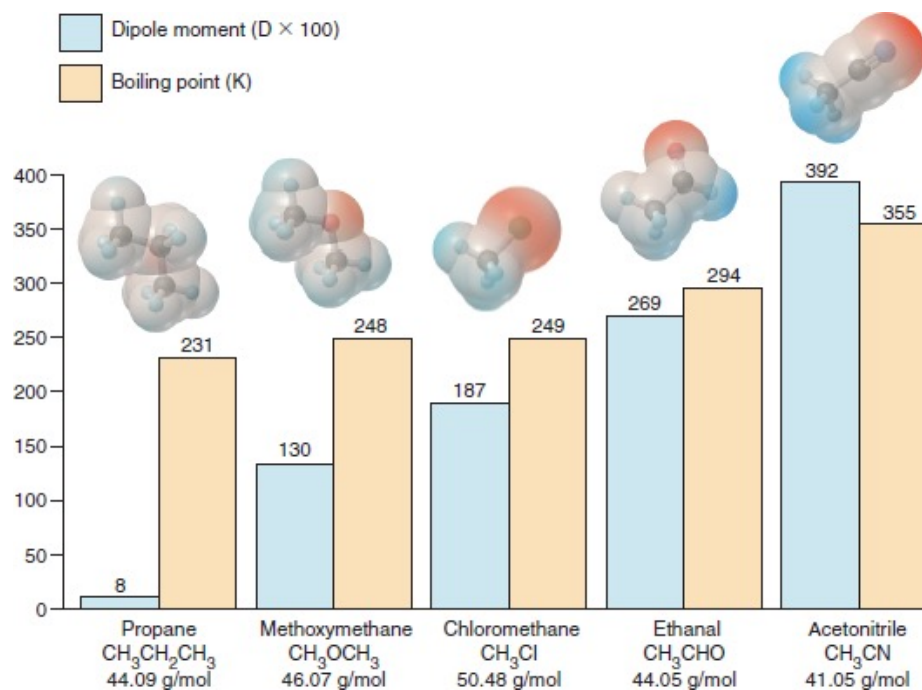 Dipole moment (D × 100)
Boiling point (K)
400
350
300
250
200
150
100
50
0
8
231
130
248
187
249
269
294
392
355
Propane
CH₃CH₂CH₃
44.09 g/mol
Methoxymethane
CH₃OCH₃
46.07 g/mol
Chloromethane
CH₃Cl
50.48 g/mol
Ethanal
CH₃CHO
44.05 g/mol
Acetonitrile
CH₃CN
41.05 g/mol